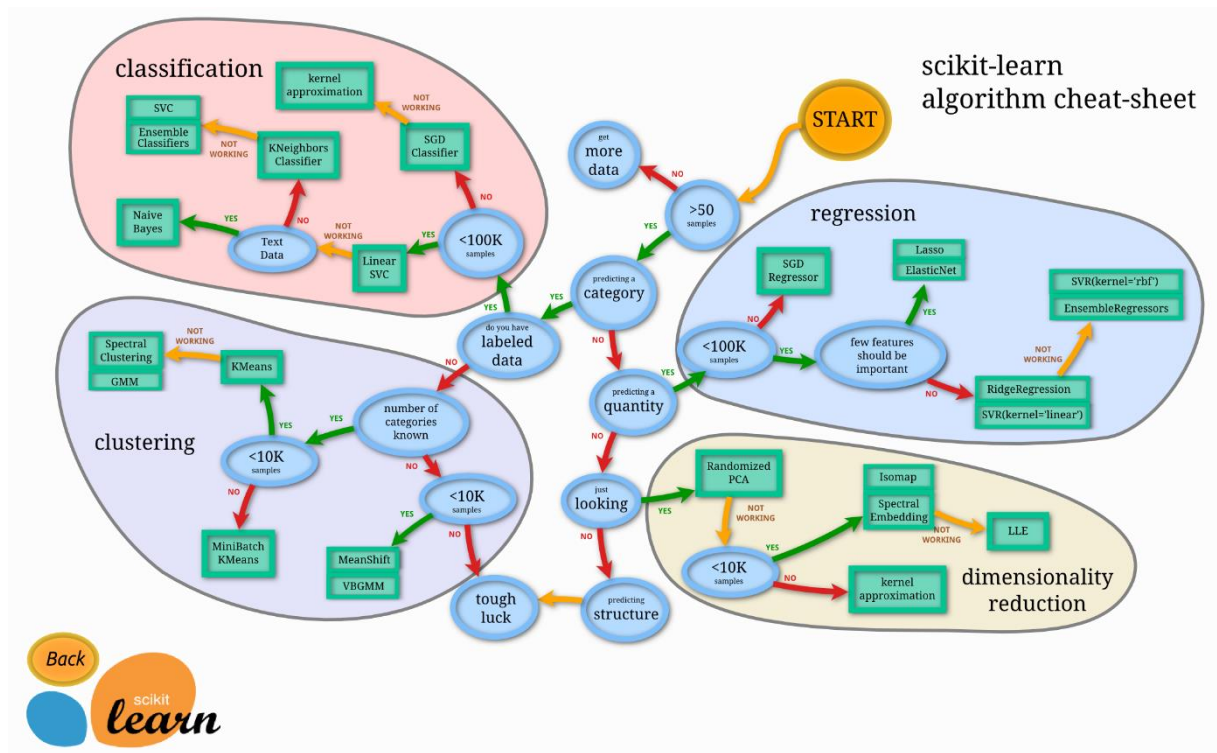 scikit-learn
algorithm cheat-sheet
START
classification
kernel
approximation
NOT
WORKING
SVC
Ensemble
Classifiers
NOT
WORKING
KNeighbors
Classifier
SGD
Classifier
NO
Naive
Bayes
YES
Text
Data
NO
NOT
WORKING
Linear
SVC
YES
<100K
samples
YES
get
more
data
NO
>50
samples
YES
predicting a
category
YES
NO
do you have
labeled
data
NO
predicting a
quantity
YES
NO
just
looking
YES
NO
predicting
structure
tough
luck
regression
SGD
Regressor
NO
<100K
samples
YES
Lasso
ElasticNet
YES
few features
should be
important
NO
SVR(kernel='rbf')
EnsembleRegressors
NOT
WORKING
RidgeRegression
SVR(kernel='linear')
clustering
Spectral
Clustering
GMM
NOT
WORKING
KMeans
YES
<10K
samples
YES
NO
MiniBatch
KMeans
number of
categories
known
NO
<10K
samples
YES
NO
MeanShift
VBGMM
Randomized
PCA
NOT
WORKING
<10K
samples
YES
NO
Isomap
Spectral
Embedding
NOT
WORKING
LLE
kernel
approximation
dimensionality
reduction
Back
scikit
learn